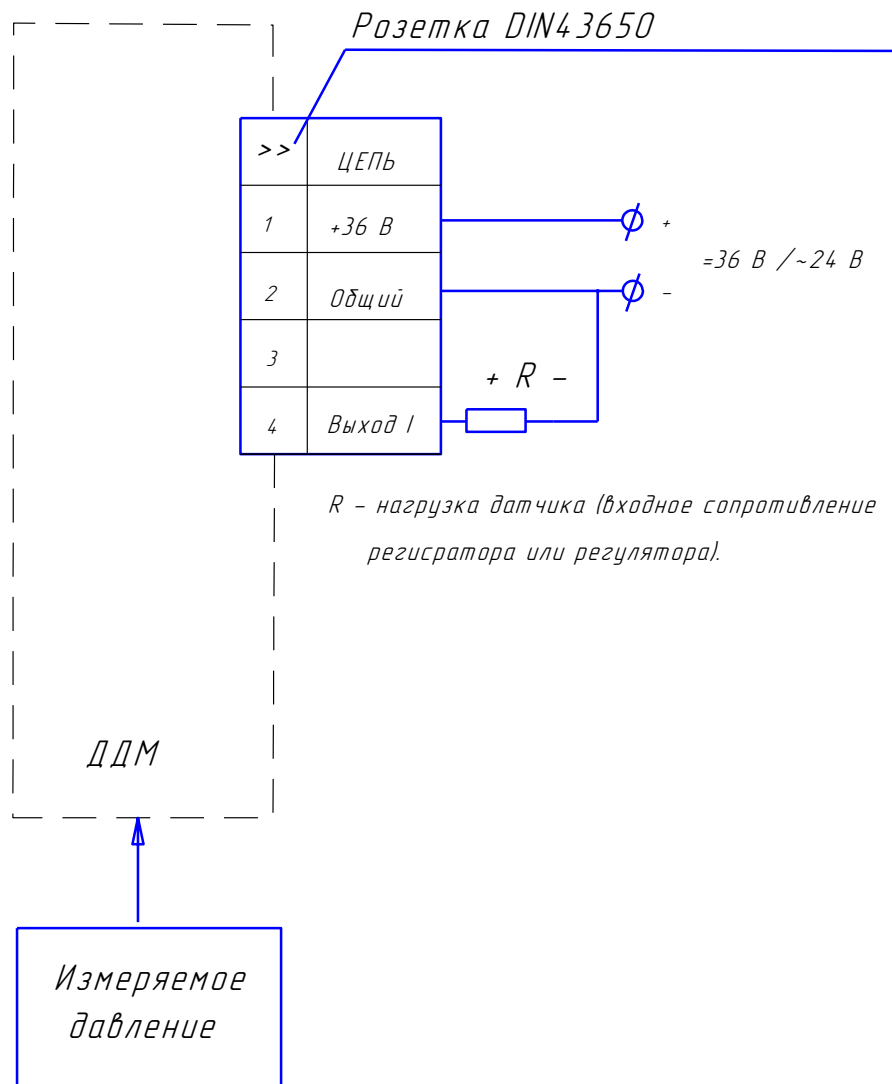 Розетка DIN43650
>> ЦЕПЬ
1 +36 В
+
=36 В /~24 В
2 Общий
-
3
+ R -
4 Выход I
R - нагрузка датчика (входное сопротивление
регисратора или регулятора).
ДДМ
Измеряемое
давление